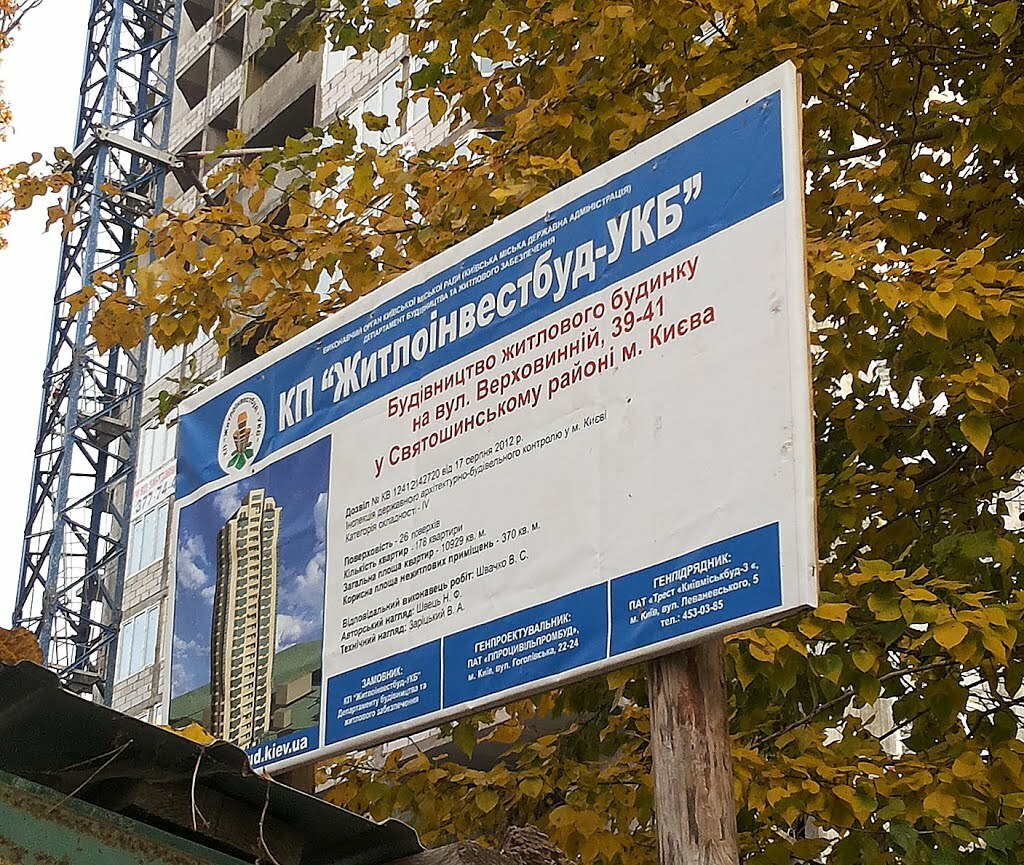 ВИКОНАВЧИЙ ОРГАН КИЇВСЬКОЇ МІСЬКОЇ РАДИ (КИЇВСЬКА МІСЬКА ДЕРЖАВНА АДМІНІСТРАЦІЯ)
ДЕПАРТАМЕНТ БУДІВНИЦТВА ТА ЖИТЛОВОГО ЗАБЕЗПЕЧЕННЯ
КП “Житлоінвестбуд-УКБ”
Будівництво житлового будинку
на вул. Верховинній, 39-41
у Святошинському районі м. Києва
Дозвіл № КВ 12412142720 від 17 серпня 2012 р.
Інспекція державного архітектурно-будівельного контролю у м. Києві
Категорія складності - IV
Поверховість - 26 поверхів
Кількість квартир - 178 квартири
Загальна площа квартир - 10929 кв. м.
Корисна площа нежитлових приміщень - 370 кв. м.
Відповідальний виконавець робіт: Швачко В. С.
Авторський нагляд: Швець Н. Ф.
Технічний нагляд: Заріцький В. А.
ЗАМОВНИК:
КП "Житлоінвестбуд-УКБ"
Департаменту будівництва та
житлового забезпечення
ГЕНПРОЕКТУВАЛЬНИК:
ПАТ «ГІПРОЦИВІЛЬПРОМБУД»,
м. Київ, вул. Гоголівська, 22-24
ГЕНПІДРЯДНИК:
ПАТ «Трест «Київміськбуд-3 «,
м. Київ, вул. Леваневського, 5
тел.: 453-03-85
ud.kiev.ua